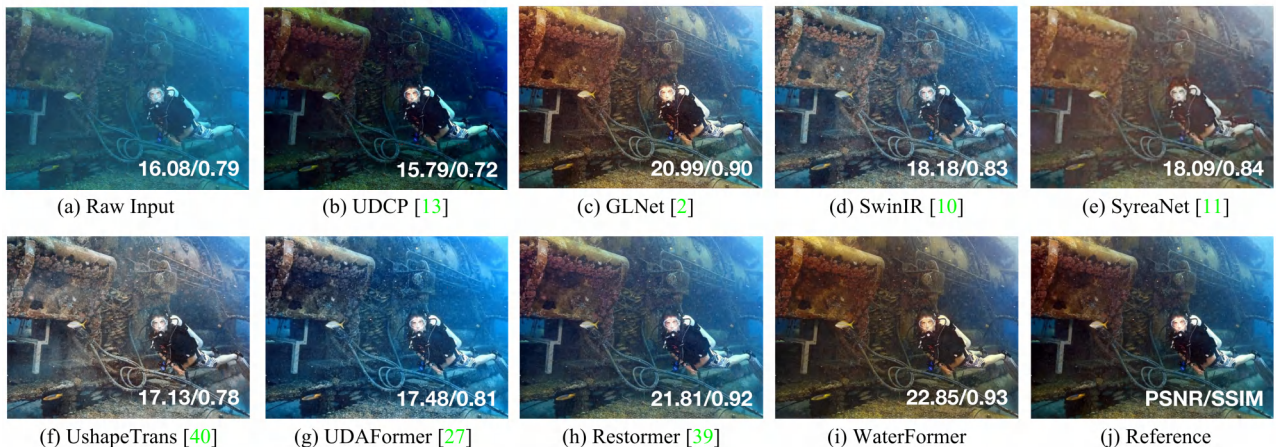 16.08/0.79
15.79/0.72
20.99/0.90
18.18/0.83
18.09/0.84
(a) Raw Input
(b) UDCP [13]
(c) GLNet [2]
(d) SwinIR [10]
(e) SyreaNet [11]
17.13/0.78
17.48/0.81
21.81/0.92
22.85/0.93
PSNR/SSIM
(f) UshapeTrans [40]
(g) UDAFormer [27]
(h) Restormer [39]
(i) WaterFormer
(j) Reference